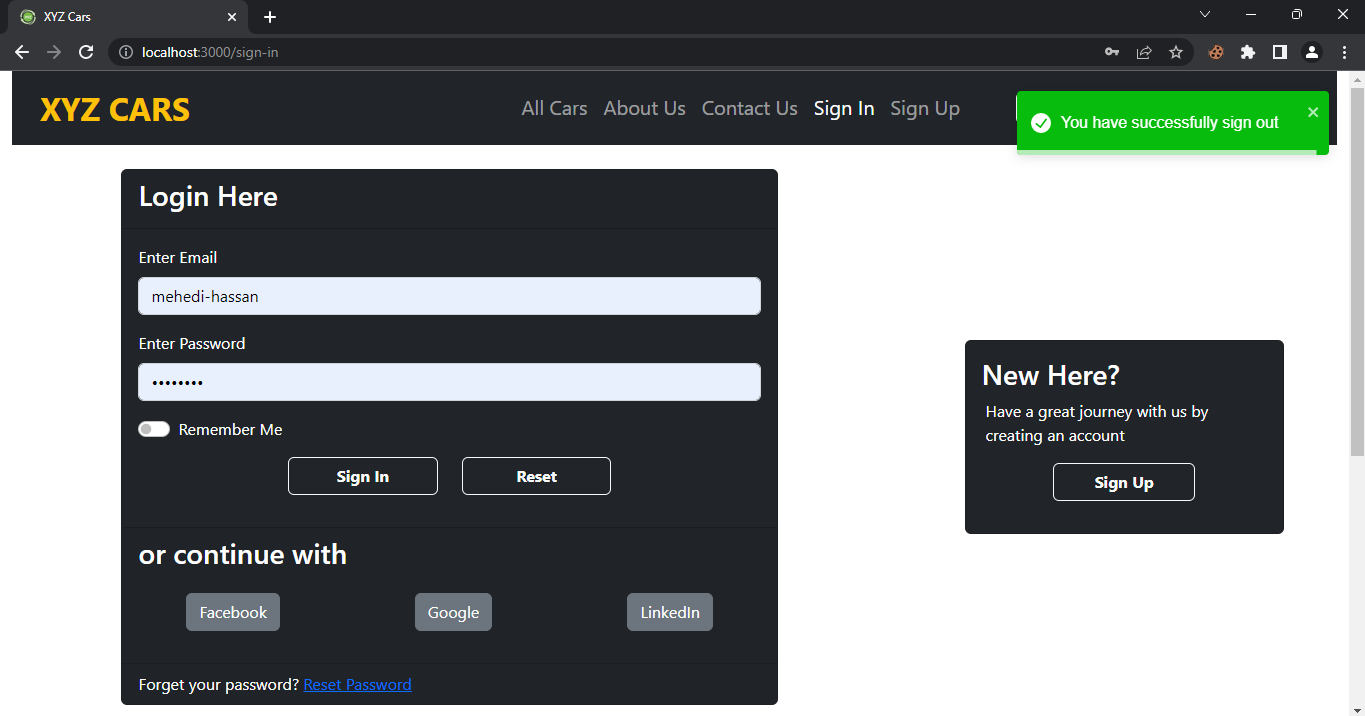 XYZ Cars
localhost:3000/sign-in
XYZ CARS
All Cars About Us Contact Us Sign In Sign Up
You have successfully sign out
Login Here
Enter Email
mehedi-hassan
Enter Password
••••••••
Remember Me
Sign In Reset
or continue with
Facebook Google LinkedIn
Forget your password? Reset Password
New Here?
Have a great journey with us by
creating an account
Sign Up